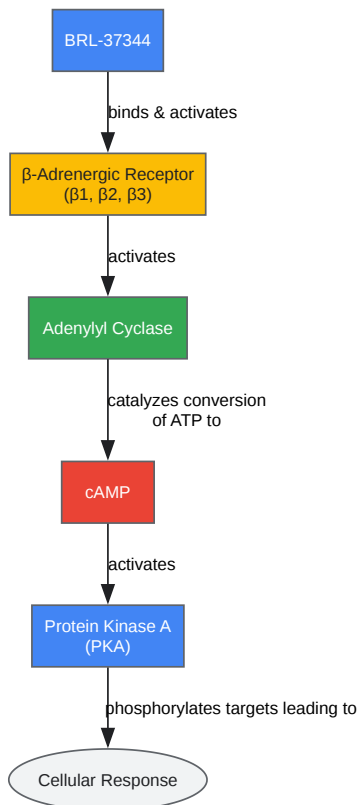 BRL-37344
binds & activates
β-Adrenergic Receptor
(β1, β2, β3)
activates
Adenylyl Cyclase
catalyzes conversion
of ATP to
cAMP
activates
Protein Kinase A
(PKA)
phosphorylates targets leading to
Cellular Response